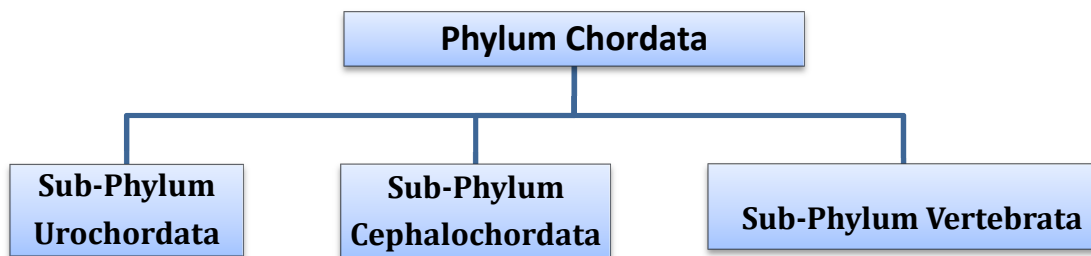 Phylum Chordata
Sub-Phylum
Urochordata
Sub-Phylum
Cephalochordata
Sub-Phylum Vertebrata